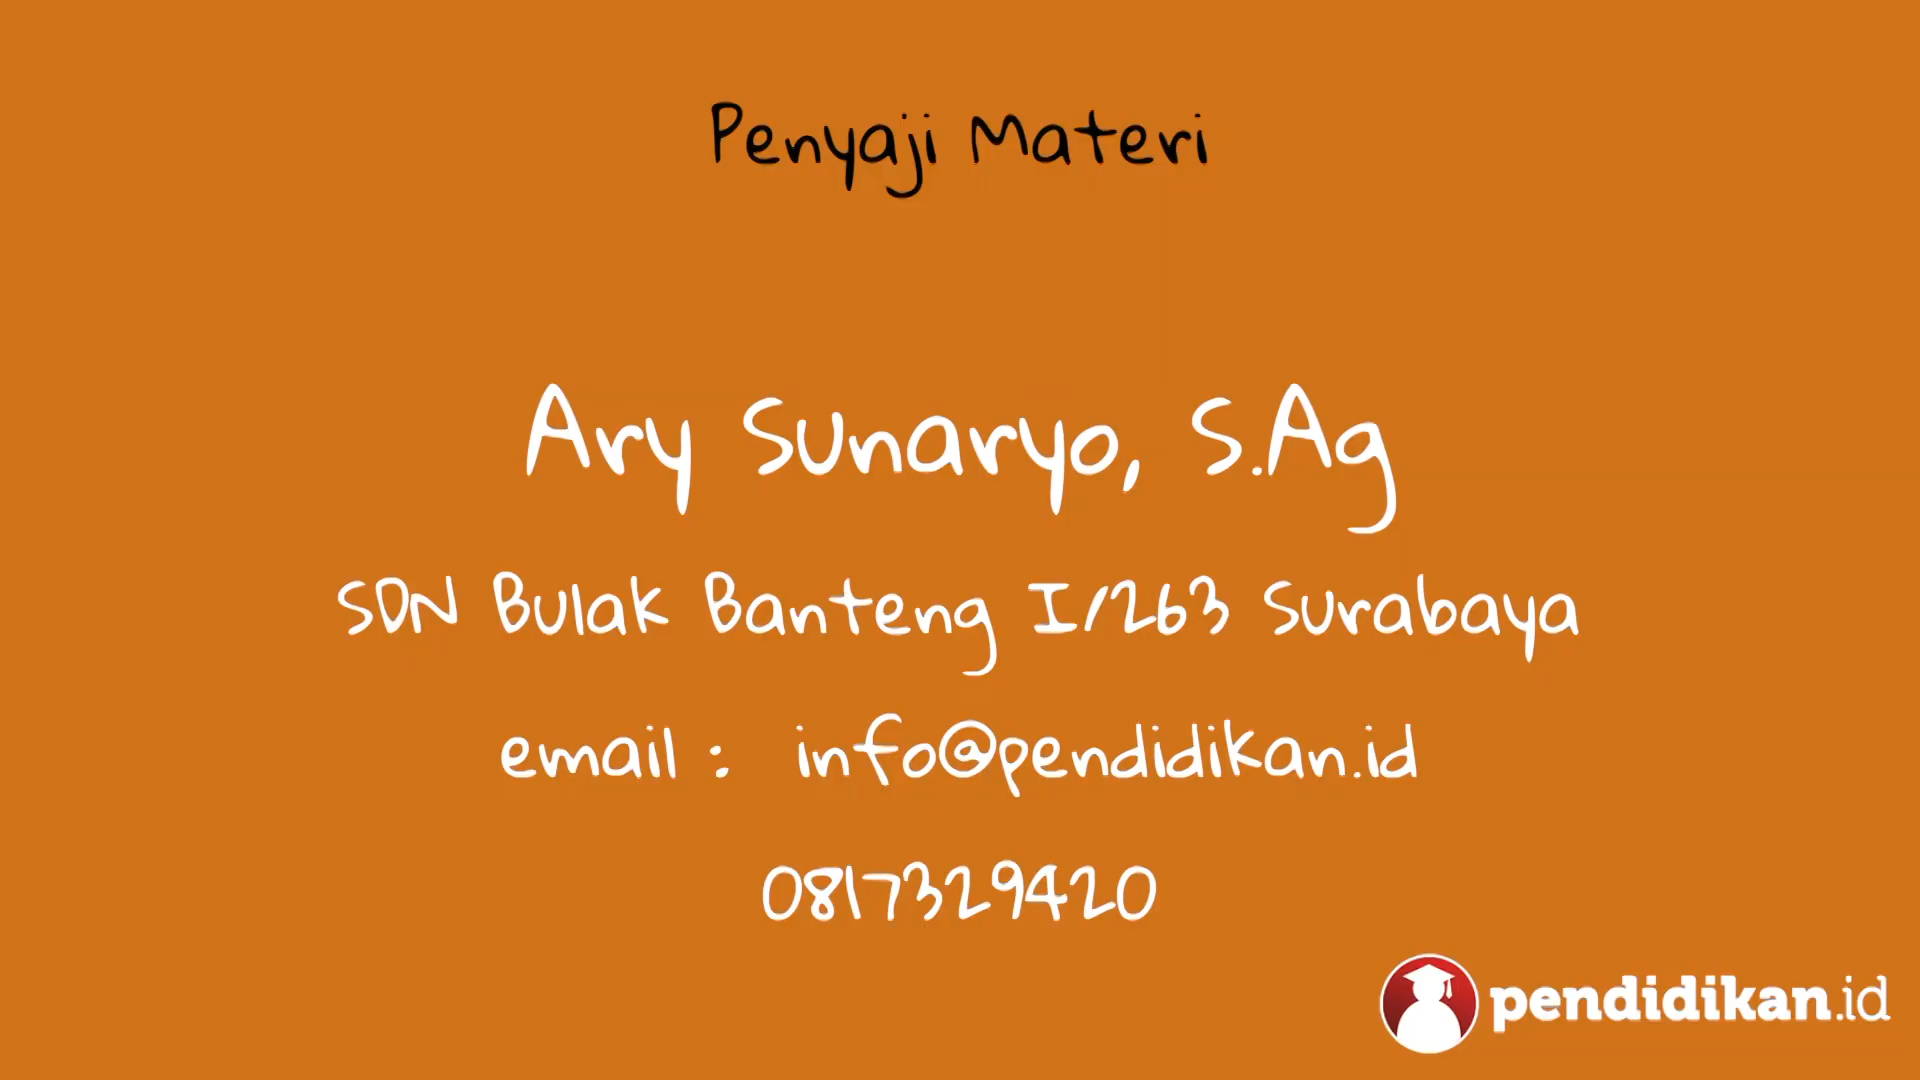 Penyaji Materi
Ary Sunaryo, S.Ag
SDN Bulak Banteng I/263 Surabaya
email : info@pendidikan.id
0817329420
pendidikan.id